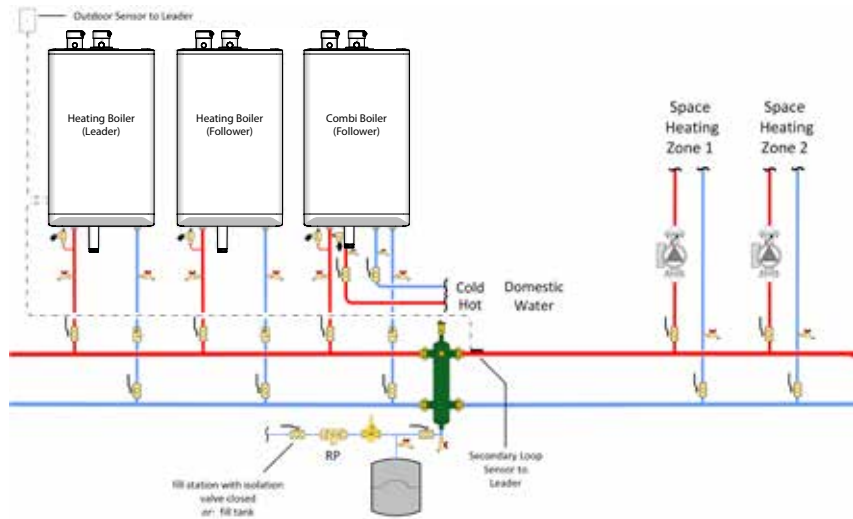 Outdoor Sensor to Leader
Heating Boiler
(Leader)
Heating Boiler
(Follower)
Combi Boiler
(Follower)
Space
Heating
Zone 1
Space
Heating
Zone 2
Cold
Hot
Domestic
Water
RP
Fill station with isolation
valve closed
or fill tank
Secondary Loop
Sensor to
Leader